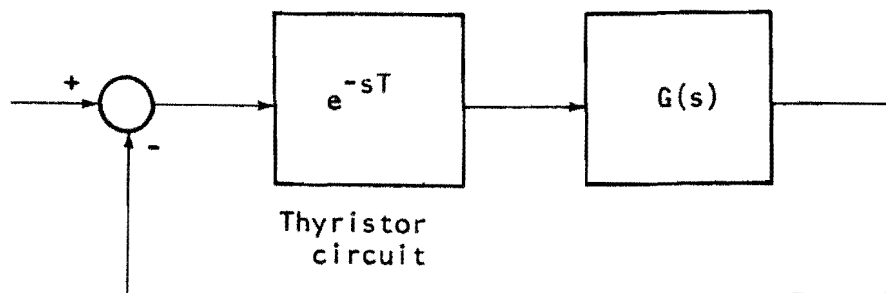 +
e^-sT
G(s)
-
Thyristor
circuit